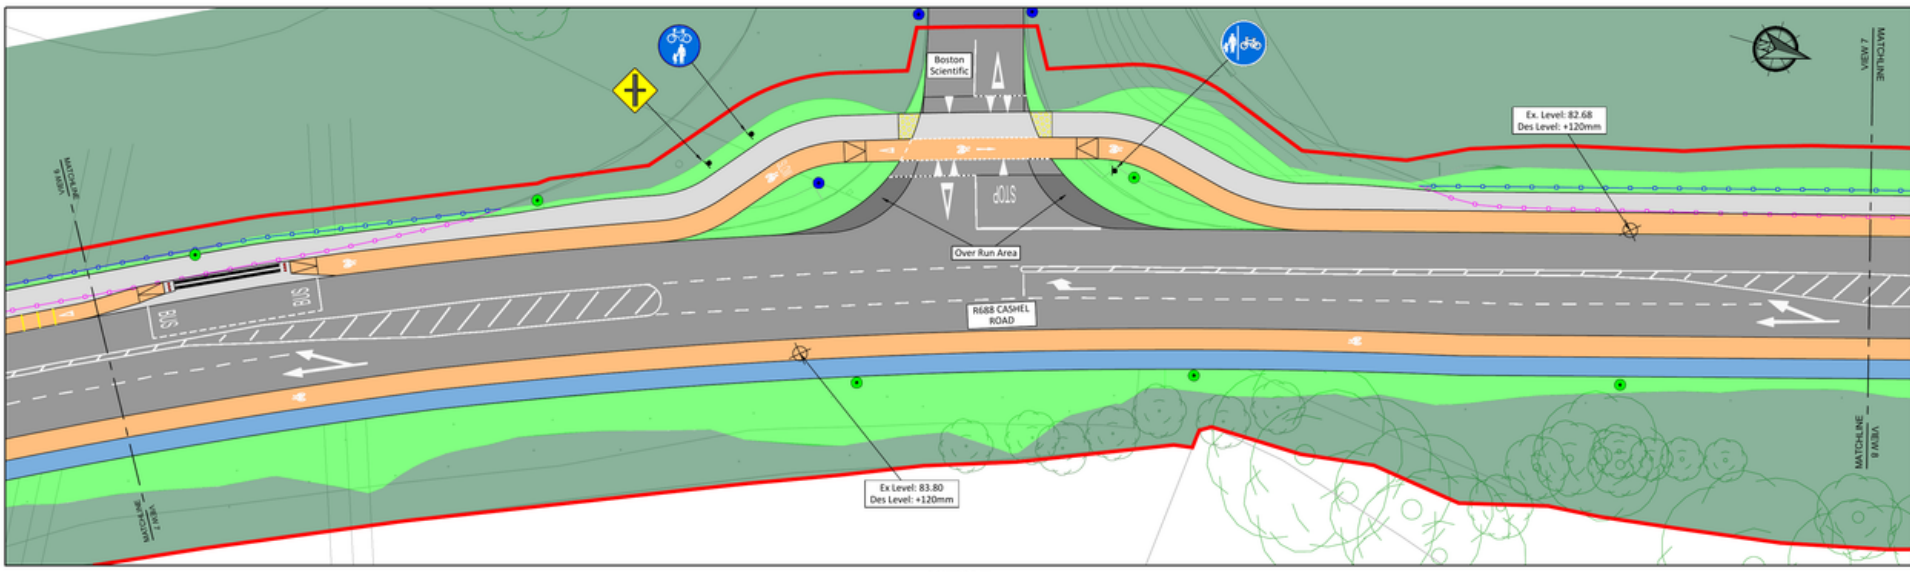 Boston
Scientific
MATCHLINE
VIEW 7
Ex. Level: 82.68
Des Level: +120mm
MATCHLINE
VIEW 6
STOP
Over Run Area
BUS
BUS
R688 CASHEL
ROAD
MATCHLINE
VIEW 8
Ex Level: 83.80
Des Level: +120mm
MATCHLINE
VIEW 7